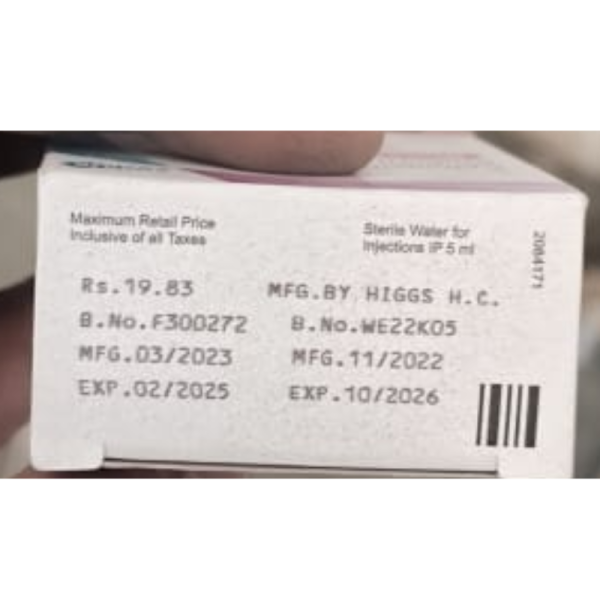 Maximum Retail Price
Inclusive of all Taxes
Rs.19.83
B.No.F300272
MFG.03/2023
EXP.02/2025
Sterile Water for
Injections IP 5 ml
MFG.BY HIGGS H.C.
B.No.WE22K05
MFG.11/2022
EXP.10/2026
2084171